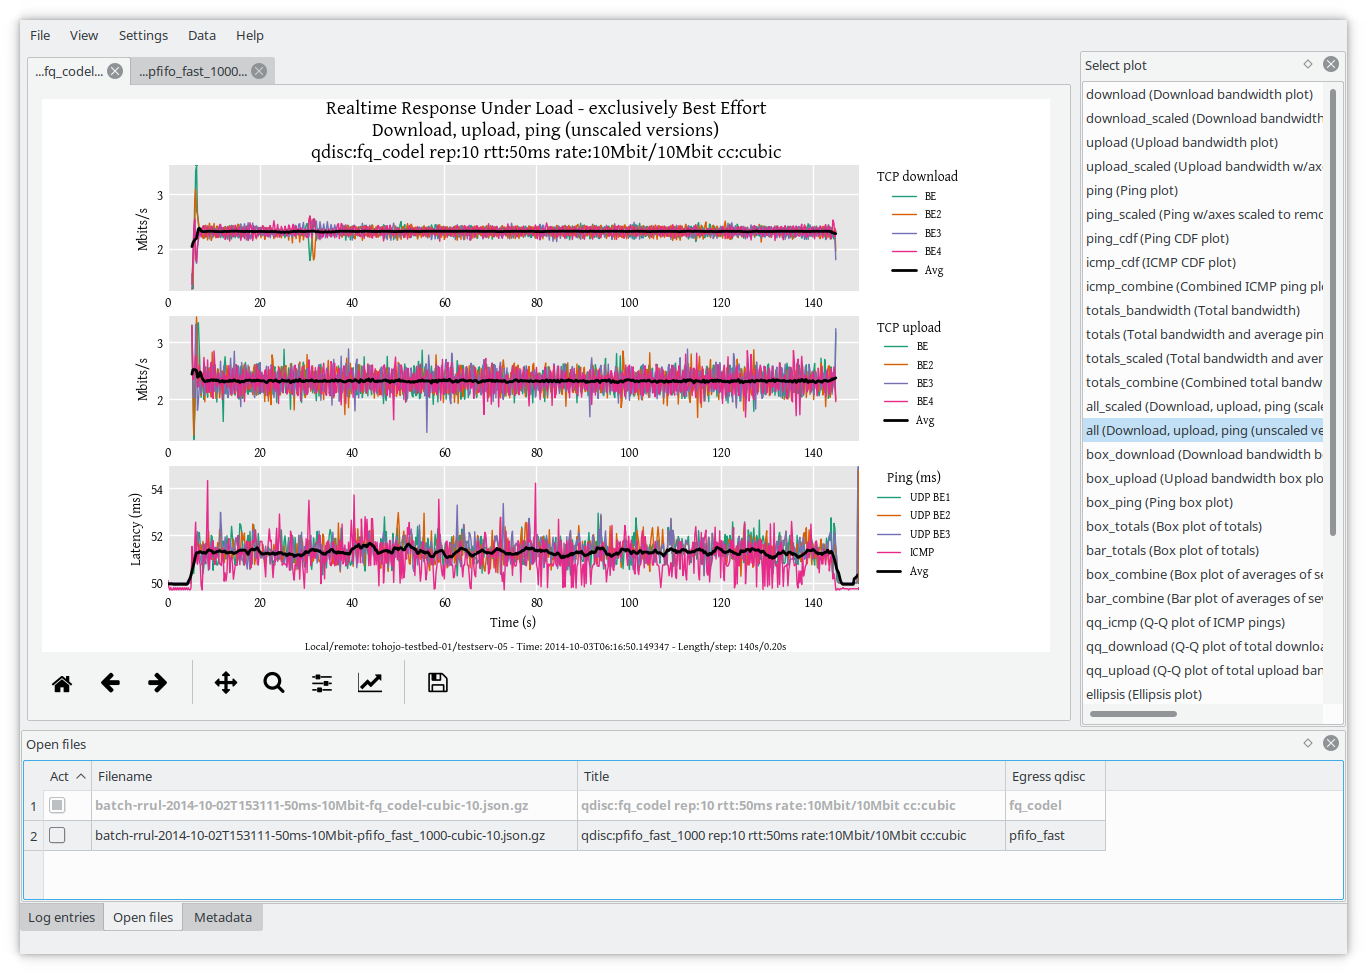 File View Settings Data Help
...fq_codel... ...pfifo_fast_1000...
Realtime Response Under Load - exclusively Best Effort
Download, upload, ping (unscaled versions)
qdisc:fq_codel rep:10 rtt:50ms rate:10Mbit/10Mbit cc:cubic
Mbits/s
3
2
0 20 40 60 80 100 120 140
TCP download
BE
BE2
BE3
BE4
Avg
Mbits/s
3
2
0 20 40 60 80 100 120 140
TCP upload
BE
BE2
BE3
BE4
Avg
Latency (ms)
54
52
50
0 20 40 60 80 100 120 140
Time (s)
Ping (ms)
UDP BE1
UDP BE2
UDP BE3
ICMP
Avg
Local/remote: tohojo-testbed-01/testserv-05 - Time: 2014-10-03T06:16:50.149347 - Length/step: 140s/0.20s
Select plot
download (Download bandwidth plot)
download_scaled (Download bandwidth
upload (Upload bandwidth plot)
upload_scaled (Upload bandwidth w/ax
ping (Ping plot)
ping_scaled (Ping w/axes scaled to remo
ping_cdf (Ping CDF plot)
icmp_cdf (ICMP CDF plot)
icmp_combine (Combined ICMP ping pl
totals_bandwidth (Total bandwidth)
totals (Total bandwidth and average pin
totals_scaled (Total bandwidth and aver
totals_combine (Combined total bandw
all_scaled (Download, upload, ping (scale
all (Download, upload, ping (unscaled ve
box_download (Download bandwidth b
box_upload (Upload bandwidth box plo
box_ping (Ping box plot)
box_totals (Box plot of totals)
bar_totals (Box plot of totals)
box_combine (Box plot of averages of se
bar_combine (Bar plot of averages of sev
qq_icmp (Q-Q plot of ICMP pings)
qq_download (Q-Q plot of total downloa
qq_upload (Q-Q plot of total upload ban
ellipsis (Ellipsis plot)
Open files
Act Filename Title Egress qdisc
1 batch-rrul-2014-10-02T153111-50ms-10Mbit-fq_codel-cubic-10.json.gz qdisc:fq_codel rep:10 rtt:50ms rate:10Mbit/10Mbit cc:cubic fq_codel
2 batch-rrul-2014-10-02T153111-50ms-10Mbit-pfifo_fast_1000-cubic-10.json.gz qdisc:pfifo_fast_1000 rep:10 rtt:50ms rate:10Mbit/10Mbit cc:cubic pfifo_fast
Log entries Open files Metadata